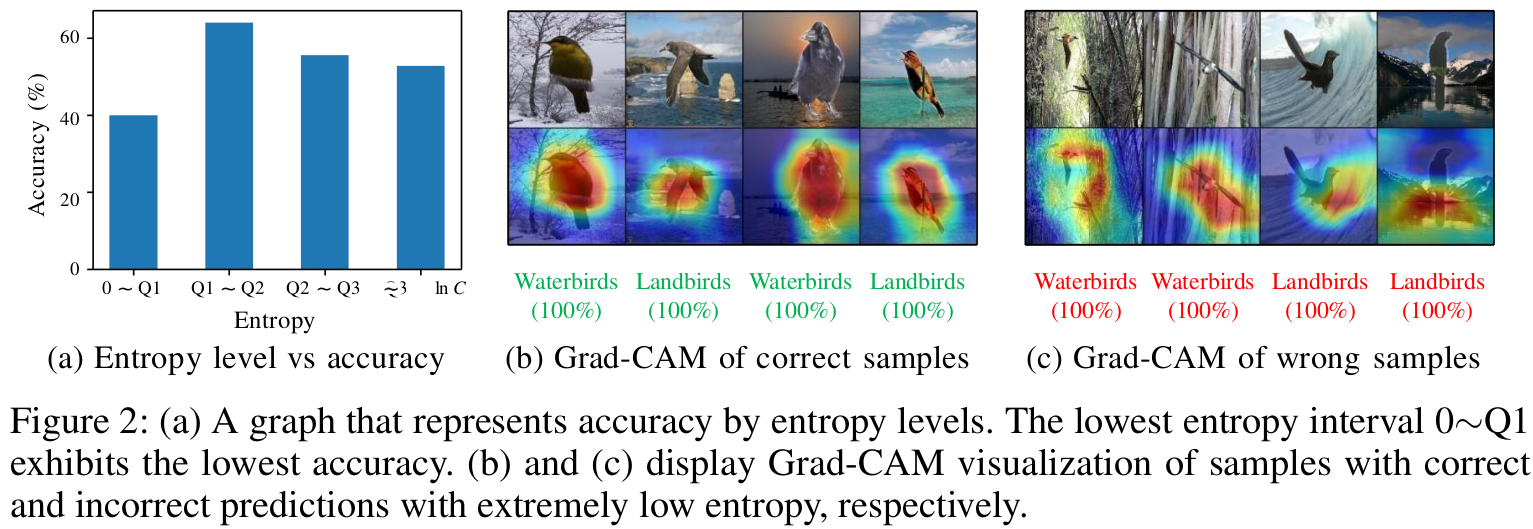 60
40
20
0
Accuracy (%)
0 ∼ Q1
Q1 ∼ Q2
Q2 ∼ Q3
ln C
Entropy
(a) Entropy level vs accuracy
Waterbirds Landbirds Waterbirds Landbirds
(100%) (100%) (100%) (100%)
(b) Grad-CAM of correct samples
Waterbirds Waterbirds Landbirds Landbirds
(100%) (100%) (100%) (100%)
(c) Grad-CAM of wrong samples
Figure 2: (a) A graph that represents accuracy by entropy levels. The lowest entropy interval 0∼Q1
exhibits the lowest accuracy. (b) and (c) display Grad-CAM visualization of samples with correct
and incorrect predictions with extremely low entropy, respectively.